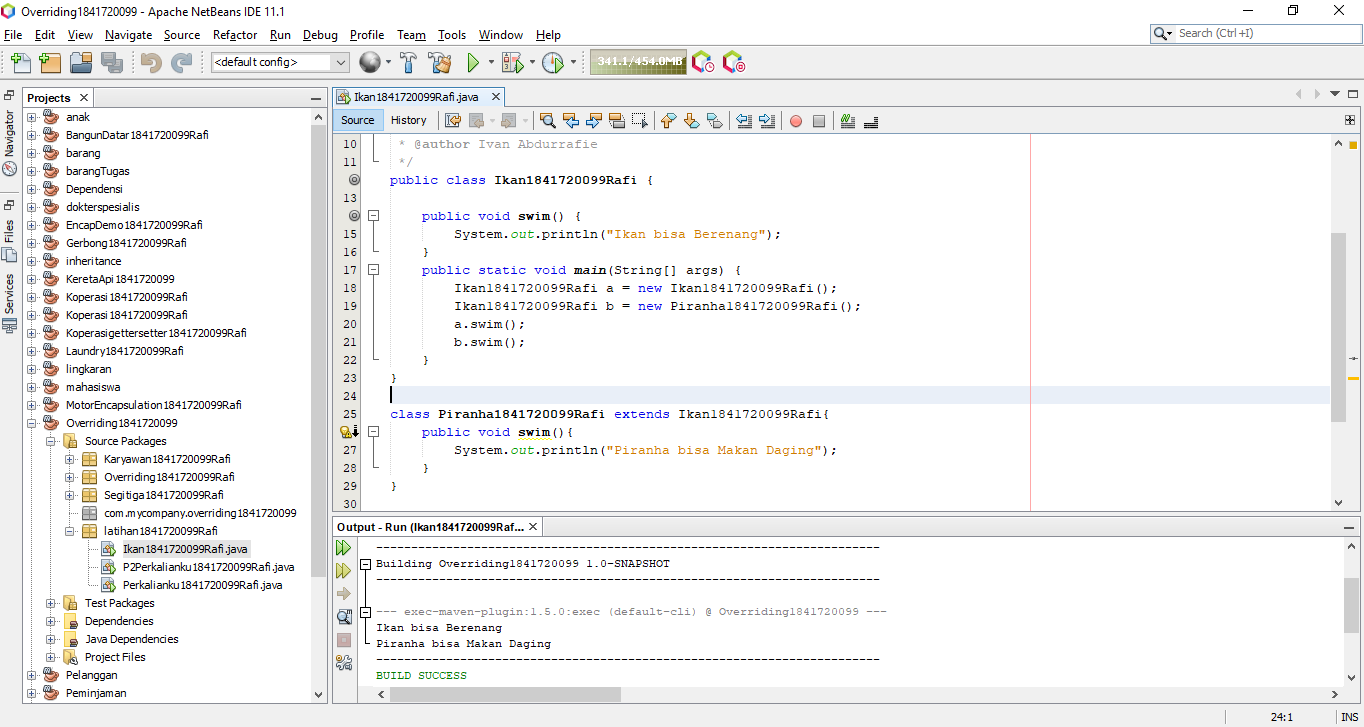 Overriding1841720099 - Apache NetBeans IDE 11.1
File Edit View Navigate Source Refactor Run Debug Profile Team Tools Window Help
Search (Ctrl+I)
<default config>
341.1/454.0MB
Navigator
Files
Services
Projects
anak
BangunDatar1841720099Rafi
barang
barangTugas
Dependensi
dokterspesialis
EncapDemo1841720099Rafi
Gerbong1841720099Rafi
inheritance
KeretaApi1841720099
Koperasi1841720099Rafi
Koperasi1841720099Rafi
Koperasigettersetter1841720099Rafi
Laundry1841720099Rafi
lingkaran
mahasiswa
MotorEncapsulation1841720099Rafi
Overriding1841720099
Source Packages
Karyawan1841720099Rafi
Overriding1841720099Rafi
Segitiga1841720099Rafi
com.mycompany.overriding1841720099
latihan1841720099Rafi
Ikan1841720099Rafi.java
P2Perkalianku1841720099Rafi.java
Perkalianku1841720099Rafi.java
Test Packages
Dependencies
Java Dependencies
Project Files
Pelanggan
Peminjaman
Ikan1841720099Rafi.java
Source History
10 * @author Ivan Abdurrafie
11 */
public class Ikan1841720099Rafi {
13
public void swim() {
15 System.out.println("Ikan bisa Berenang");
16 }
17 public static void main(String[] args) {
18 Ikan1841720099Rafi a = new Ikan1841720099Rafi();
19 Ikan1841720099Rafi b = new Piranha1841720099Rafi();
20 a.swim();
21 b.swim();
22 }
23 }
24
25 class Piranha1841720099Rafi extends Ikan1841720099Rafi{
public void swim(){
27 System.out.println("Piranha bisa Makan Daging");
28 }
29 }
30
Output - Run (Ikan1841720099Raf...
------------------------------------------------------------------------
Building Overriding1841720099 1.0-SNAPSHOT
------------------------------------------------------------------------
--- exec-maven-plugin:1.5.0:exec (default-cli) @ Overriding1841720099 ---
Ikan bisa Berenang
Piranha bisa Makan Daging
------------------------------------------------------------------------
BUILD SUCCESS
24:1 INS